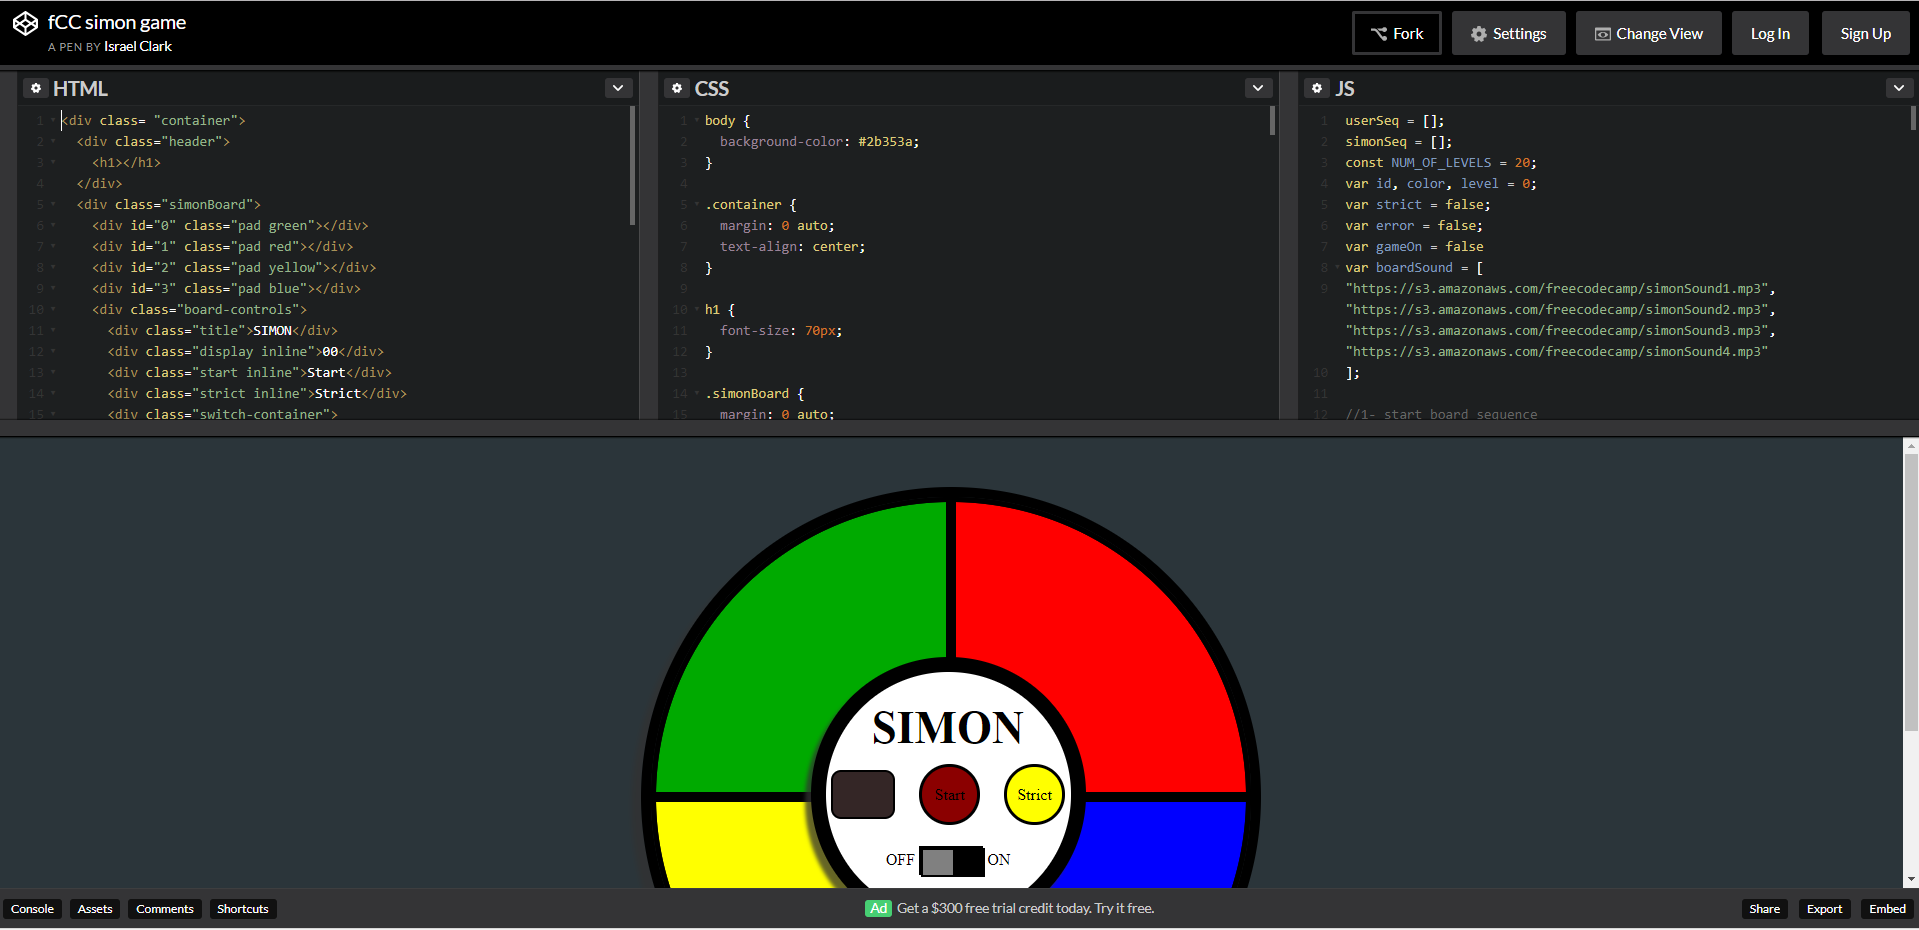 fCC simon game
A PEN BY Israel Clark
Fork
Settings
Change View
Log In
Sign Up
HTML
1 <div class= "container">
2 <div class="header">
3 <h1></h1>
4 </div>
5 <div class="simonBoard">
6 <div id="0" class="pad green"></div>
7 <div id="1" class="pad red"></div>
8 <div id="2" class="pad yellow"></div>
9 <div id="3" class="pad blue"></div>
10 <div class="board-controls">
11 <div class="title">SIMON</div>
12 <div class="display inline">00</div>
13 <div class="start inline">Start</div>
14 <div class="strict inline">Strict</div>
15 <div class="switch-container">
CSS
1 body {
2 background-color: #2b353a;
3 }
4
5 .container {
6 margin: 0 auto;
7 text-align: center;
8 }
9
10 h1 {
11 font-size: 70px;
12 }
13
14 .simonBoard {
15 margin: 0 auto;
JS
1 userSeq = [];
2 simonSeq = [];
3 const NUM_OF_LEVELS = 20;
4 var id, color, level = 0;
5 var strict = false;
6 var error = false;
7 var gameOn = false
8 var boardSound = [
9 "https://s3.amazonaws.com/freecodecamp/simonSound1.mp3",
"https://s3.amazonaws.com/freecodecamp/simonSound2.mp3",
"https://s3.amazonaws.com/freecodecamp/simonSound3.mp3",
"https://s3.amazonaws.com/freecodecamp/simonSound4.mp3"
10 ];
11
12 //1- start board sequence
SIMON
Start
Strict
OFF
ON
Console
Assets
Comments
Shortcuts
Ad Get a $300 free trial credit today. Try it free.
Share
Export
Embed